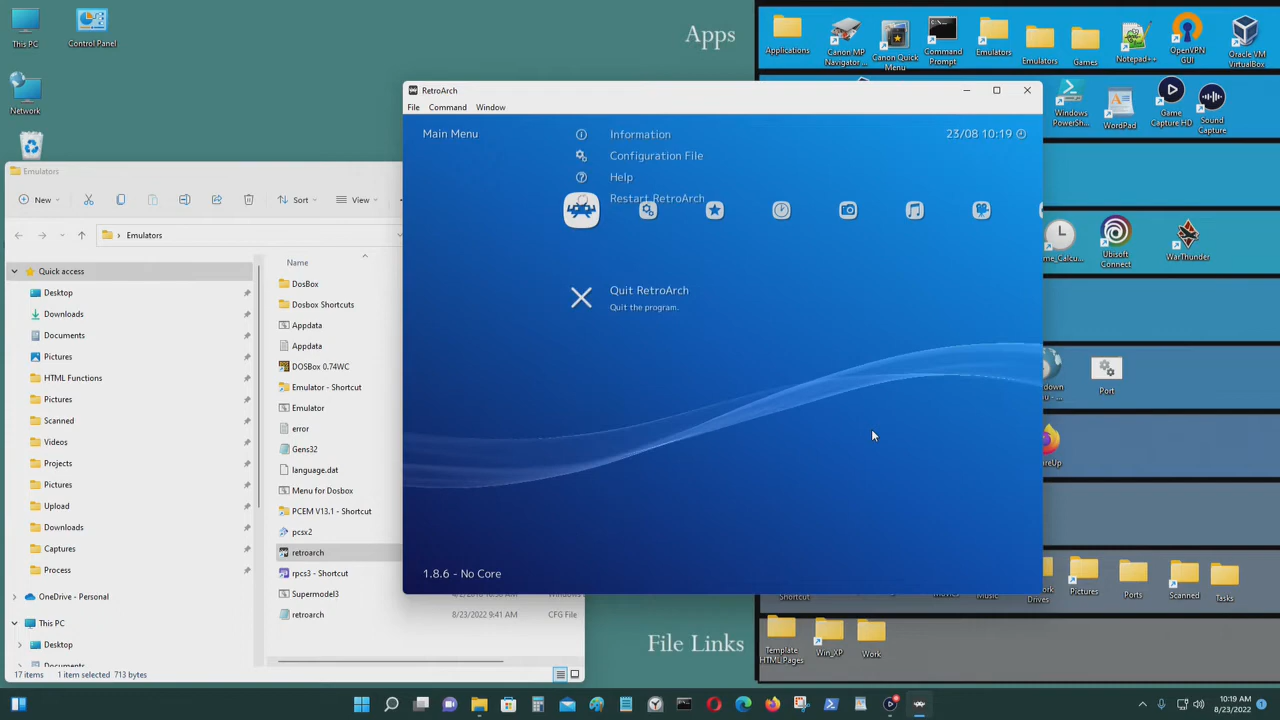 This PC
Control Panel
Network
Apps
Applications
Canon MP
Navigator ...
Canon Quick
Menu
Command
Prompt
Emulators
Emulators
Games
Notepad++
OpenVPN
GUI
Oracle VM
VirtualBox
Windows
PowerSh...
WordPad
Game
Capture HD
Sound
Capture
me_Calcu...
Ubisoft
Connect
WarThunder
Port
Emulators
New
Sort
View
Emulators
Quick access
Desktop
Downloads
Documents
Pictures
HTML Functions
Pictures
Scanned
Videos
Projects
Pictures
Upload
Downloads
Captures
Process
OneDrive - Personal
This PC
Desktop
Documents
Name
DosBox
Dosbox Shortcuts
Appdata
Appdata
DOSBox 0.74WC
Emulator - Shortcut
Emulator
error
Gens32
language.dat
Menu for Dosbox
PCEM V13.1 - Shortcut
pcsx2
retroarch
rpcs3 - Shortcut
Supermodel3
retroarch
8/23/2022 9:41 AM
CFG File
17 items
1 item selected 713 bytes
RetroArch
File
Command
Window
Main Menu
23/08 10:19
Information
Configuration File
Help
Restart RetroArch
Quit RetroArch
Quit the program.
1.8.6 - No Core
Shortcut
Music
Drives
Pictures
Ports
Scanned
Tasks
File Links
Template
HTML Pages
Win_XP
Work
10:19 AM
8/23/2022